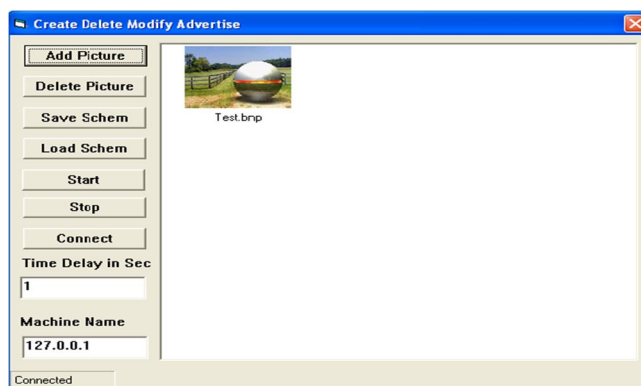 Create Delete Modify Advertise
Add Picture
Delete Picture
Save Schem
Load Schem
Start
Stop
Connect
Time Delay in Sec
1
Machine Name
127.0.0.1
Connected
Test.bmp